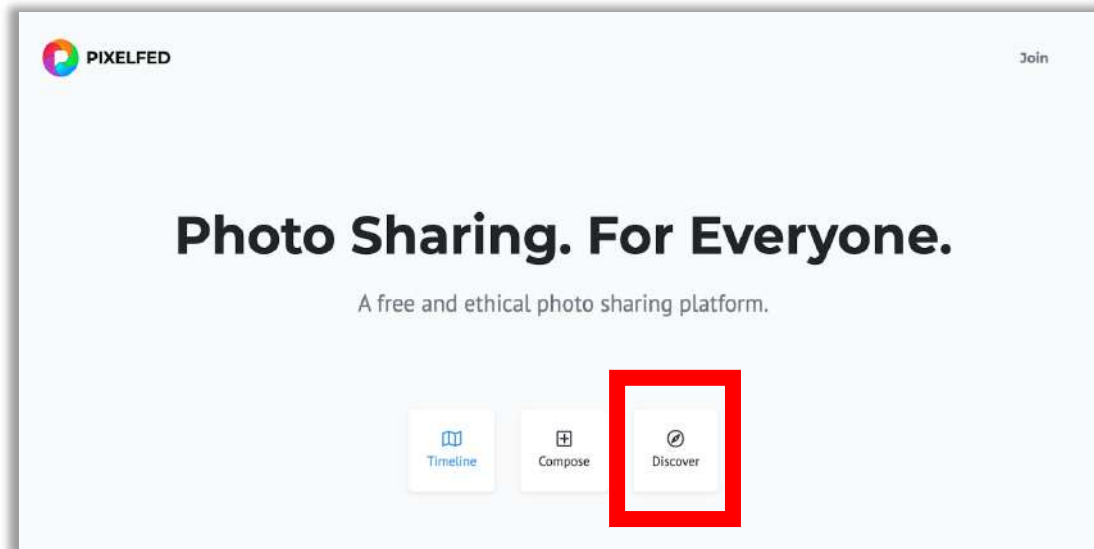 PIXELFED
Join
Photo Sharing. For Everyone.
A free and ethical photo sharing platform.
Timeline
Compose
Discover